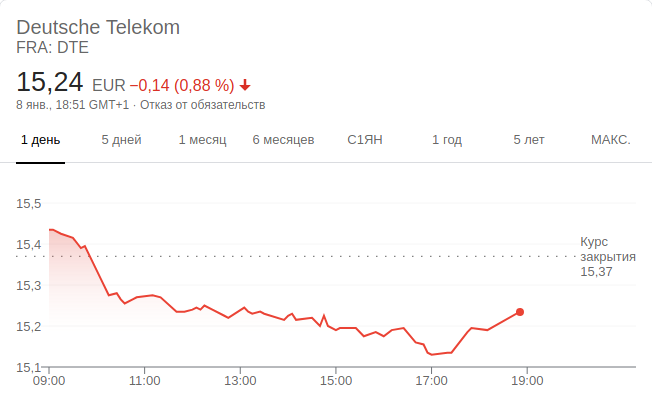 Deutsche Telekom
FRA: DTE
15,24 EUR −0,14 (0,88 %)
8 янв., 18:51 GMT+1 · Отказ от обязательств
1 день 5 дней 1 месяц 6 месяцев С1ЯН 1 год 5 лет МАКС.
15,5
15,4
15,3
15,2
15,1
Курс
закрытия
15,37
09:00 11:00 13:00 15:00 17:00 19:00